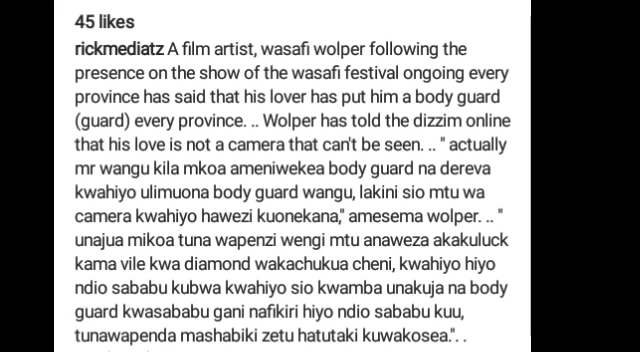 45 likes
rickmediatz A film artist, wasafi wolper following the
presence on the show of the wasafi festival ongoing every
province has said that his lover has put him a body guard
(guard) every province. .. Wolper has told the dizzim online
that his love is not a camera that can't be seen. .. " actually
mr wangu kila mkoa ameniwekea body guard na dereva
kwahiyo ulimuona body guard wangu, lakini sio mtu wa
camera kwahiyo hawezi kuonekana," amesema wolper. .. "
unajua mikoa tuna wapenzi wengi mtu anaweza akakuluck
kama vile kwa diamond wakachukua cheni, kwahiyo hiyo
ndio sababu kubwa kwahiyo sio kwamba unakuja na body
guard kwasababu gani nafikiri hiyo ndio sababu kuu,
tunawapenda mashabiki zetu hatutaki kuwakosea.". .